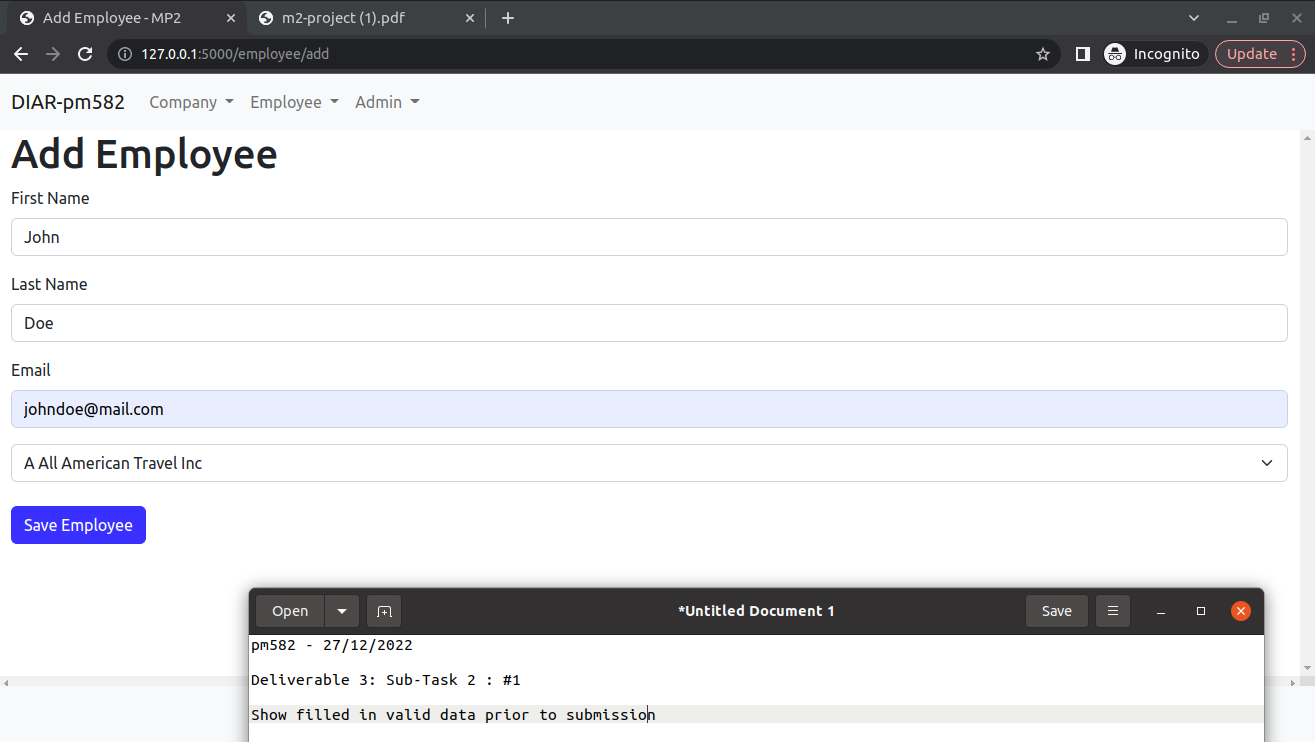 Add Employee - MP2
m2-project (1).pdf
127.0.0.1:5000/employee/add
Incognito
Update
DIAR-pm582
Company
Employee
Admin
Add Employee
First Name
John
Last Name
Doe
Email
johndoe@mail.com
A All American Travel Inc
Save Employee
Open
*Untitled Document 1
Save
pm582 - 27/12/2022
Deliverable 3: Sub-Task 2 : #1
Show filled in valid data prior to submission